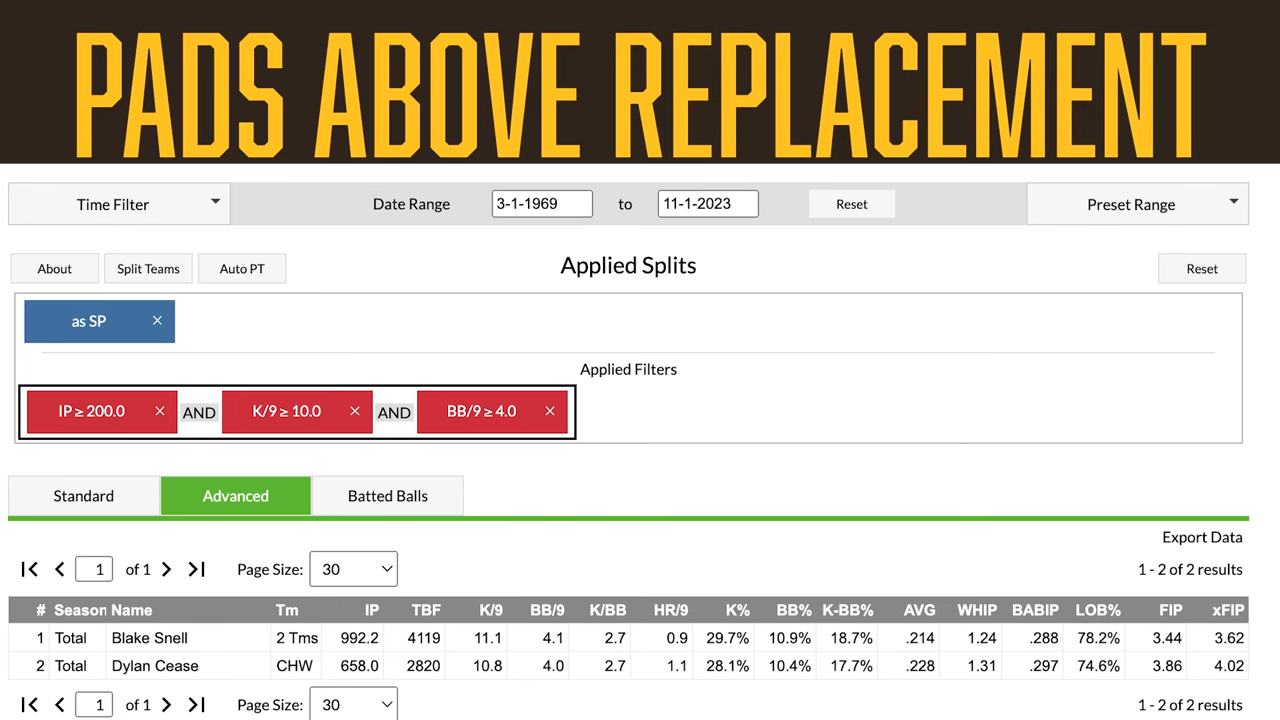 PADS ABOVE REPLACEMENT
Time Filter Date Range 3-1-1969 to 11-1-2023 Reset Preset Range
About Split Teams Auto PT Applied Splits Reset
as SP ×
Applied Filters
IP ≥ 200.0 × AND K/9 ≥ 10.0 × AND BB/9 ≥ 4.0 ×
Standard Advanced Batted Balls
Export Data
1 of 1 Page Size: 30 1 - 2 of 2 results
# Season Name Tm IP TBF K/9 BB/9 K/BB HR/9 K% BB% K-BB% AVG WHIP BABIP LOB% FIP xFIP
1 Total Blake Snell 2 Tms 992.2 4119 11.1 4.1 2.7 0.9 29.7% 10.9% 18.7% .214 1.24 .288 78.2% 3.44 3.62
2 Total Dylan Cease CHW 658.0 2820 10.8 4.0 2.7 1.1 28.1% 10.4% 17.7% .228 1.31 .297 74.6% 3.86 4.02
1 of 1 Page Size: 30 1 - 2 of 2 results